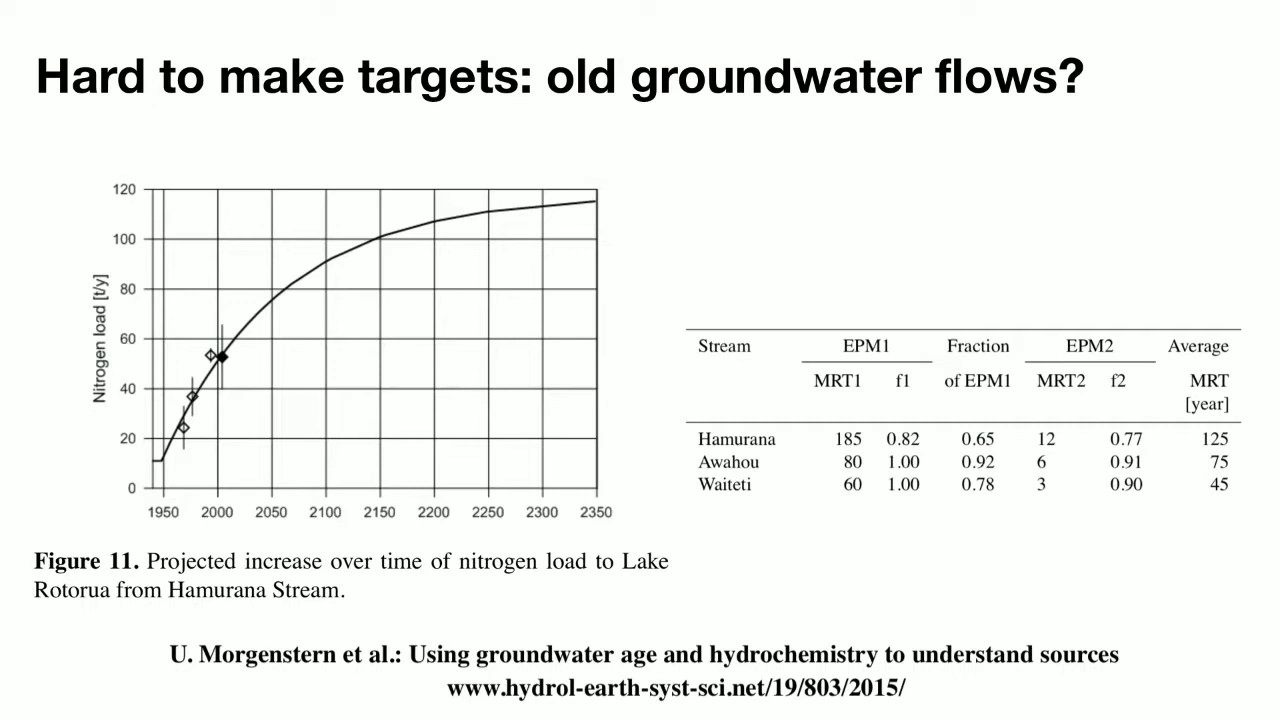 Hard to make targets: old groundwater flows?
120
100
80
60
40
20
0
Nitrogen load [t/y]
1950 2000 2050 2100 2150 2200 2250 2300 2350
Figure 11. Projected increase over time of nitrogen load to Lake
Rotorua from Hamurana Stream.
Stream EPM1 Fraction EPM2 Average
MRT1 f1 of EPM1 MRT2 f2 MRT
[year]
Hamurana 185 0.82 0.65 12 0.77 125
Awahou 80 1.00 0.92 6 0.91 75
Waiteti 60 1.00 0.78 3 0.90 45
U. Morgenstern et al.: Using groundwater age and hydrochemistry to understand sources
www.hydrol-earth-syst-sci.net/19/803/2015/